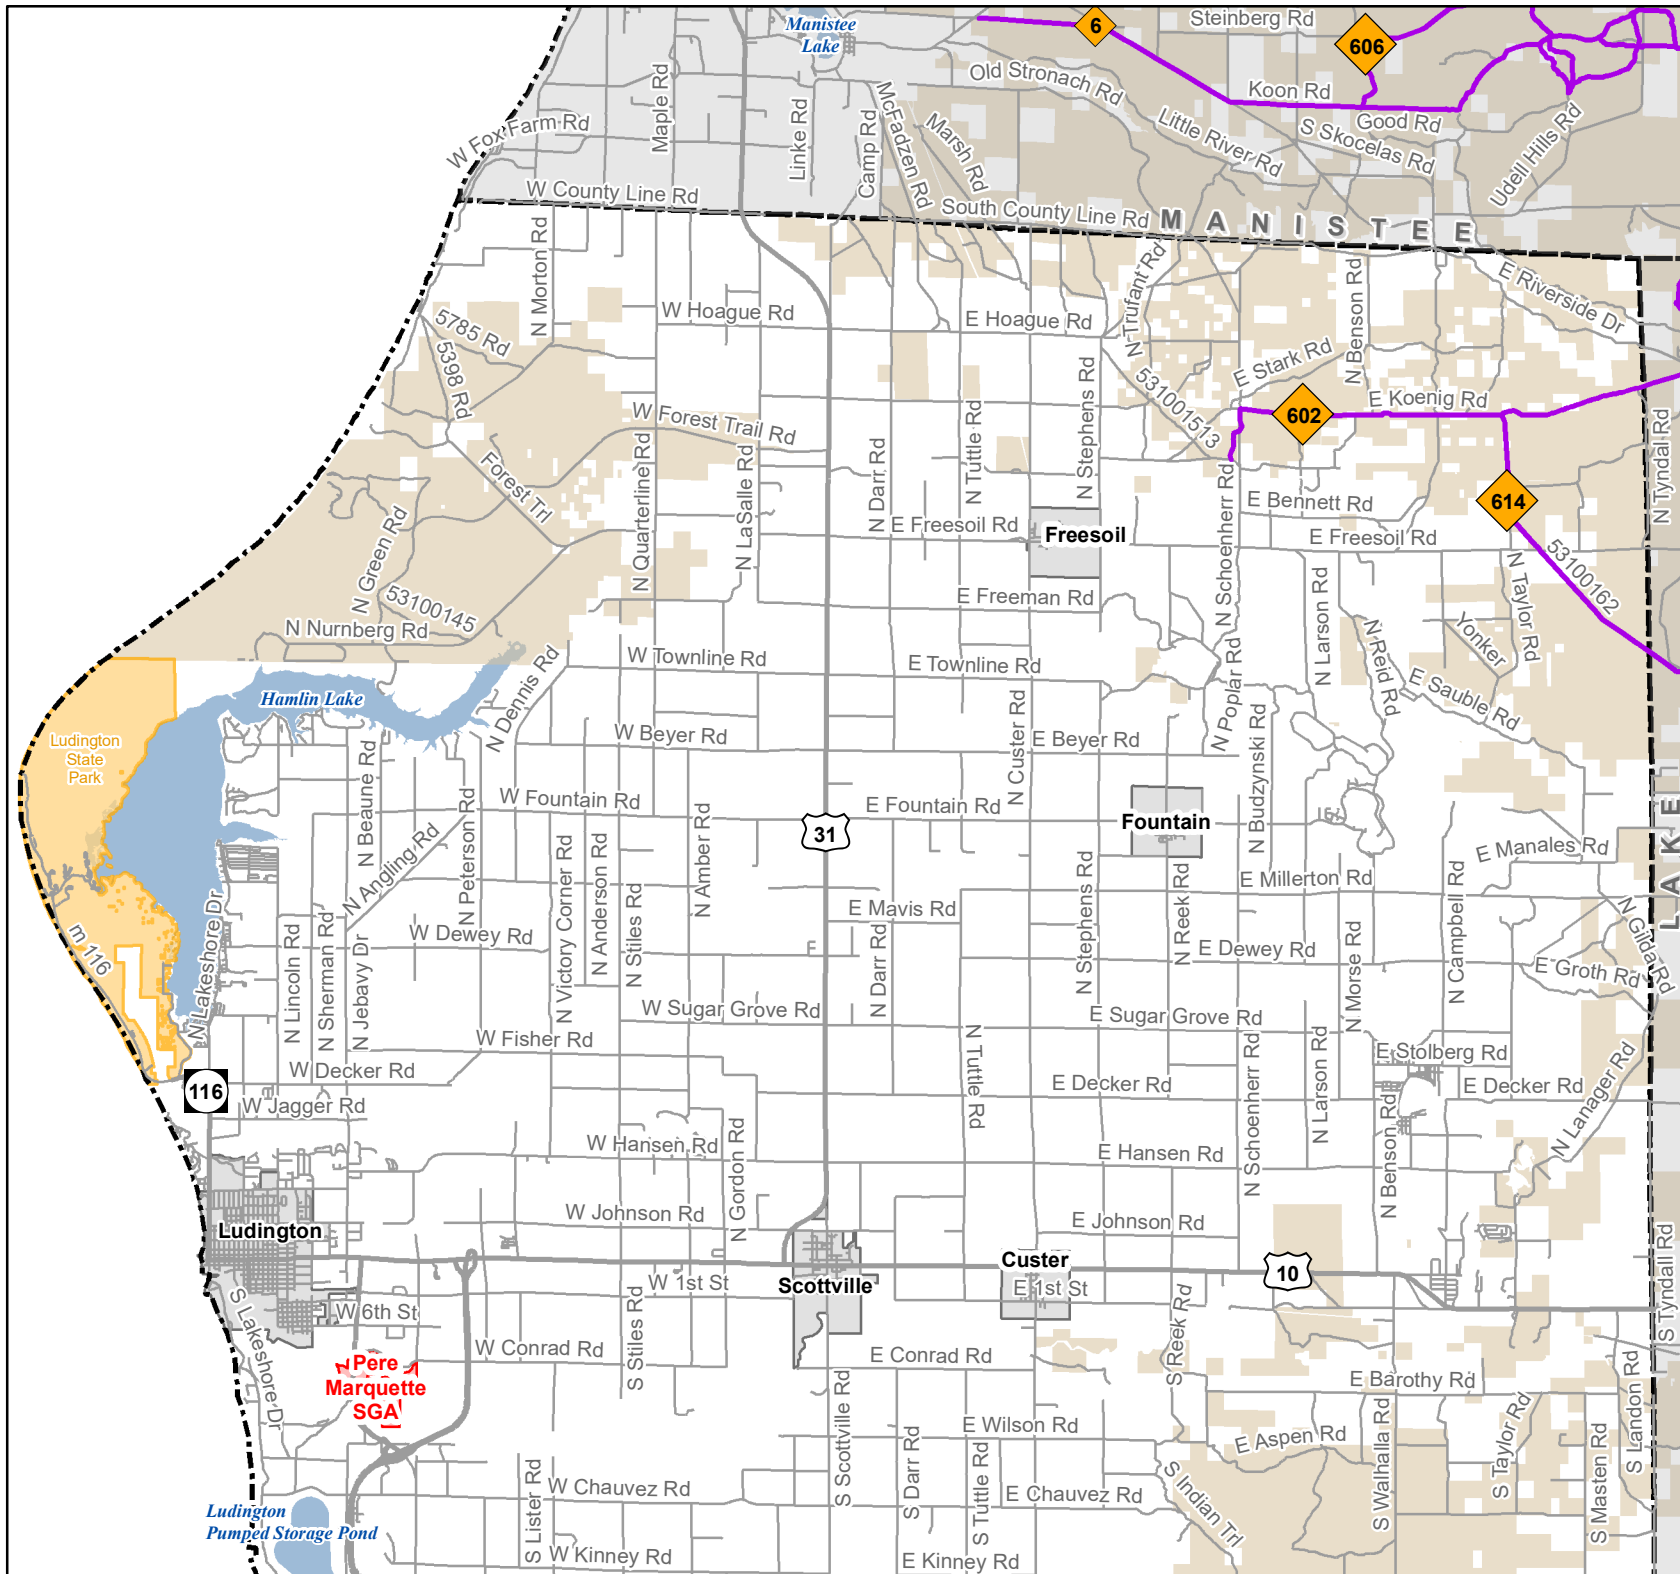 Manistee
Lake
6
Steinberg Rd
606
Old Stronach Rd
Koon Rd
Good Rd
Little River Rd
S Skocelas Rd
Udell Hills Rd
Maple Rd
Linke Rd
Camp Rd
McFadzen Rd
Marsh Rd
W Fox Farm Rd
W County Line Rd
South County Line Rd
MANISTEE
N Morton Rd
W Hoague Rd
E Hoague Rd
N Trufant Rd
N Benson Rd
E Riverside Dr
5785 Rd
5398 Rd
E Stark Rd
531001513
602
E Koenig Rd
W Forest Trail Rd
N Stephens Rd
N Tuttle Rd
N Darr Rd
N Quarterline Rd
N LaSalle Rd
Forest Trl
N Tyndal Rd
614
E Bennett Rd
N Schoenherr Rd
E Freesoil Rd
Freesoil
E Freesoil Rd
N Green Rd
53100145
53100162
N Taylor Rd
N Larson Rd
E Freeman Rd
N Nurnberg Rd
Yonker
N Reid Rd
W Townline Rd
E Townline Rd
N Poplar Rd
E Sauble Rd
Hamlin Lake
N Dennis Rd
N Custer Rd
Ludington
State
Park
W Beyer Rd
E Beyer Rd
N Budzynski Rd
N Beaune Rd
N Peterson Rd
W Fountain Rd
E Fountain Rd
Fountain
31
LAKE
N Angling Rd
N Victory Corner Rd
N Anderson Rd
N Amber Rd
E Manales Rd
E Millerton Rd
N Campbell Rd
N Stephens Rd
N Reek Rd
E Mavis Rd
N Stiles Rd
m 116
N Lakeshore Dr
N Lincoln Rd
N Sherman Rd
N Jebavy Dr
W Dewey Rd
E Dewey Rd
N Morse Rd
N Gilda Rd
E Groth Rd
N Darr Rd
W Sugar Grove Rd
E Sugar Grove Rd
W Fisher Rd
E Stolberg Rd
W Decker Rd
E Decker Rd
E Decker Rd
N Tuttle Rd
N Larson Rd
N Lanager Rd
116
W Jagger Rd
N Schoenherr Rd
N Benson Rd
W Hansen Rd
E Hansen Rd
N Gordon Rd
W Johnson Rd
E Johnson Rd
Ludington
Custer
10
Scottville
W 1st St
E 1st St
W 6th St
S Lakeshore Dr
S Stiles Rd
S Reek Rd
S Tyndall Rd
W Conrad Rd
E Conrad Rd
Pere
Marquette
SGA
E Barothy Rd
S Landon Rd
S Scottville Rd
E Wilson Rd
S Darr Rd
S Tuttle Rd
E Aspen Rd
S Walhalla Rd
S Taylor Rd
S Masten Rd
S Lister Rd
W Chauvez Rd
E Chauvez Rd
S Indian Trl
Ludington
Pumped Storage Pond
W Kinney Rd
E Kinney Rd